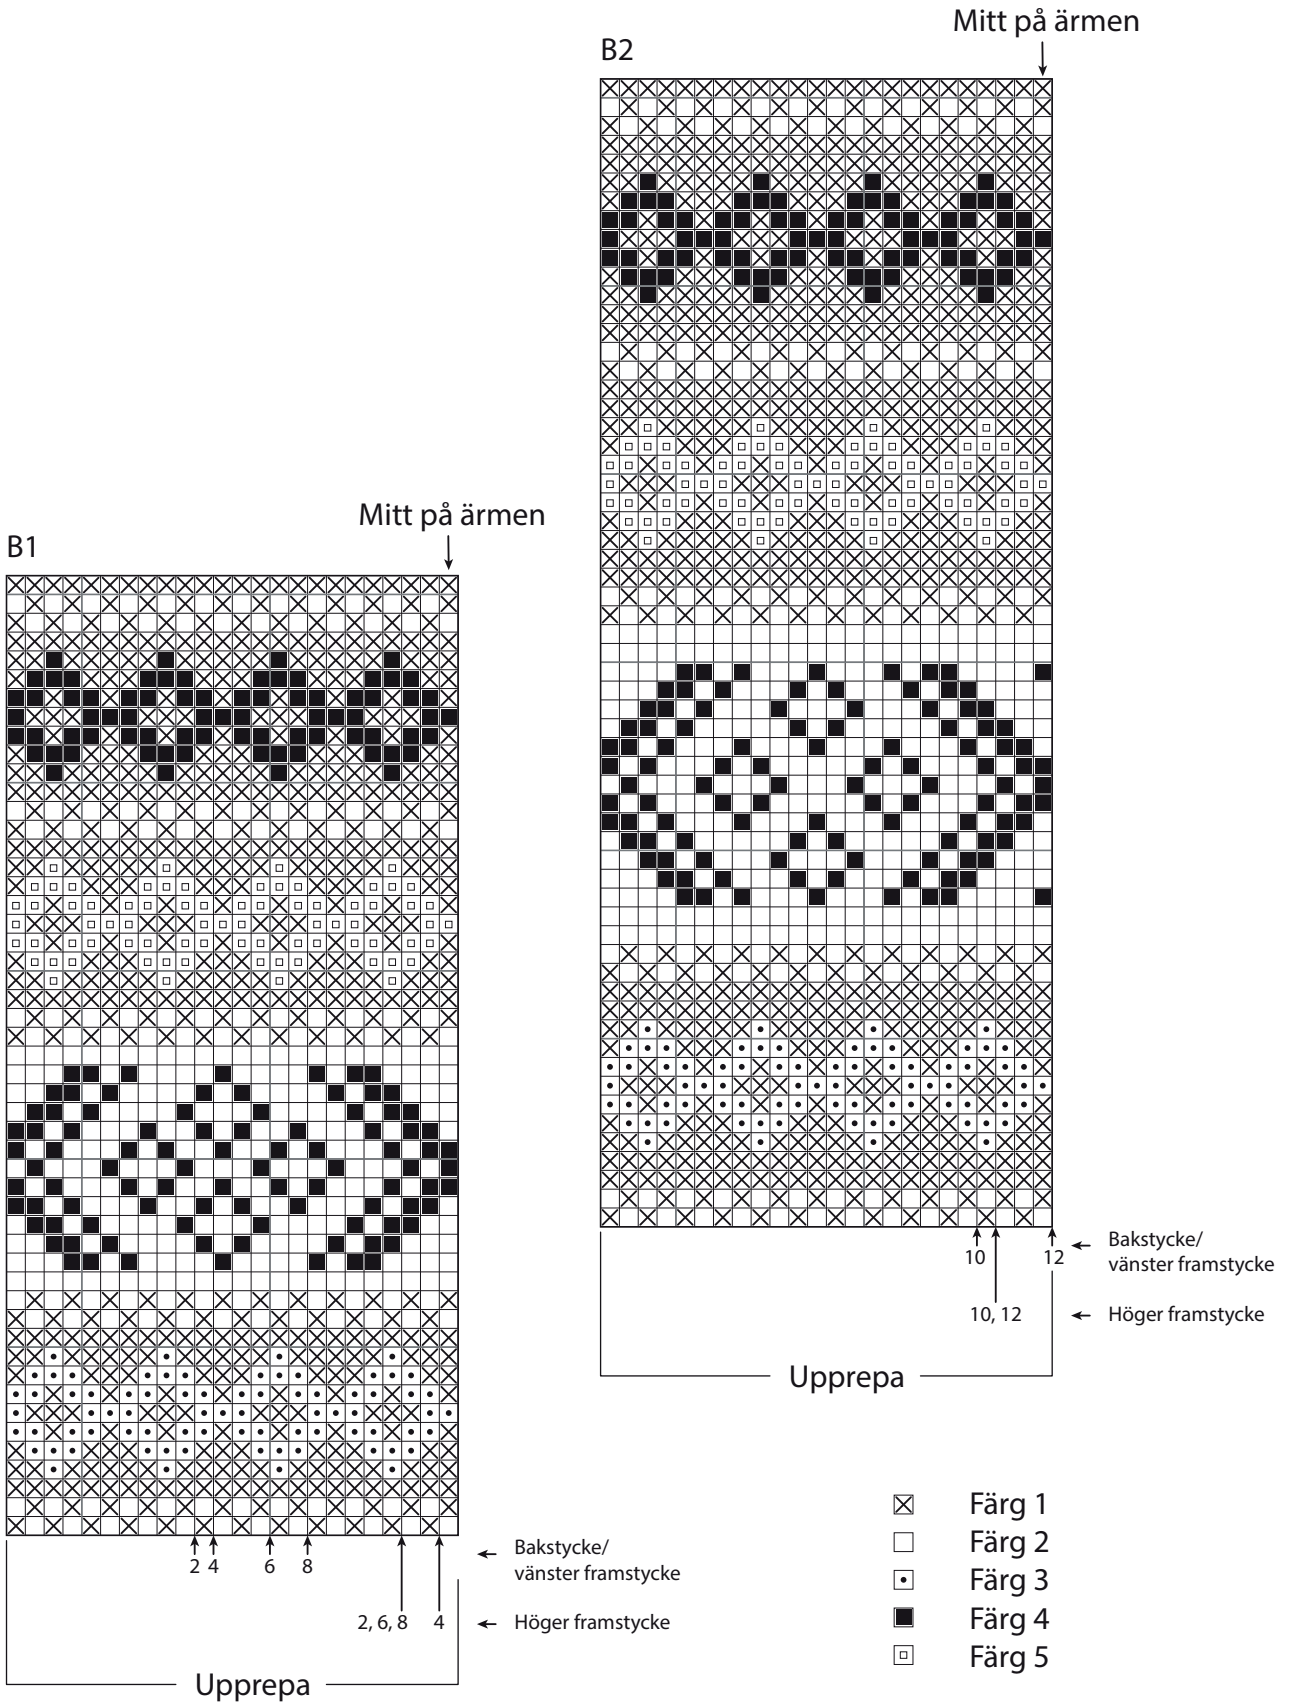 Mitt på ärmen
B2
Mitt på ärmen
B1
10
12
Bakstycke/
vänster framstycke
10, 12
Höger framstycke
Upprepa
2
4
6
8
Bakstycke/
vänster framstycke
2, 6, 8
4
Höger framstycke
Upprepa
Färg 1
Färg 2
Färg 3
Färg 4
Färg 5